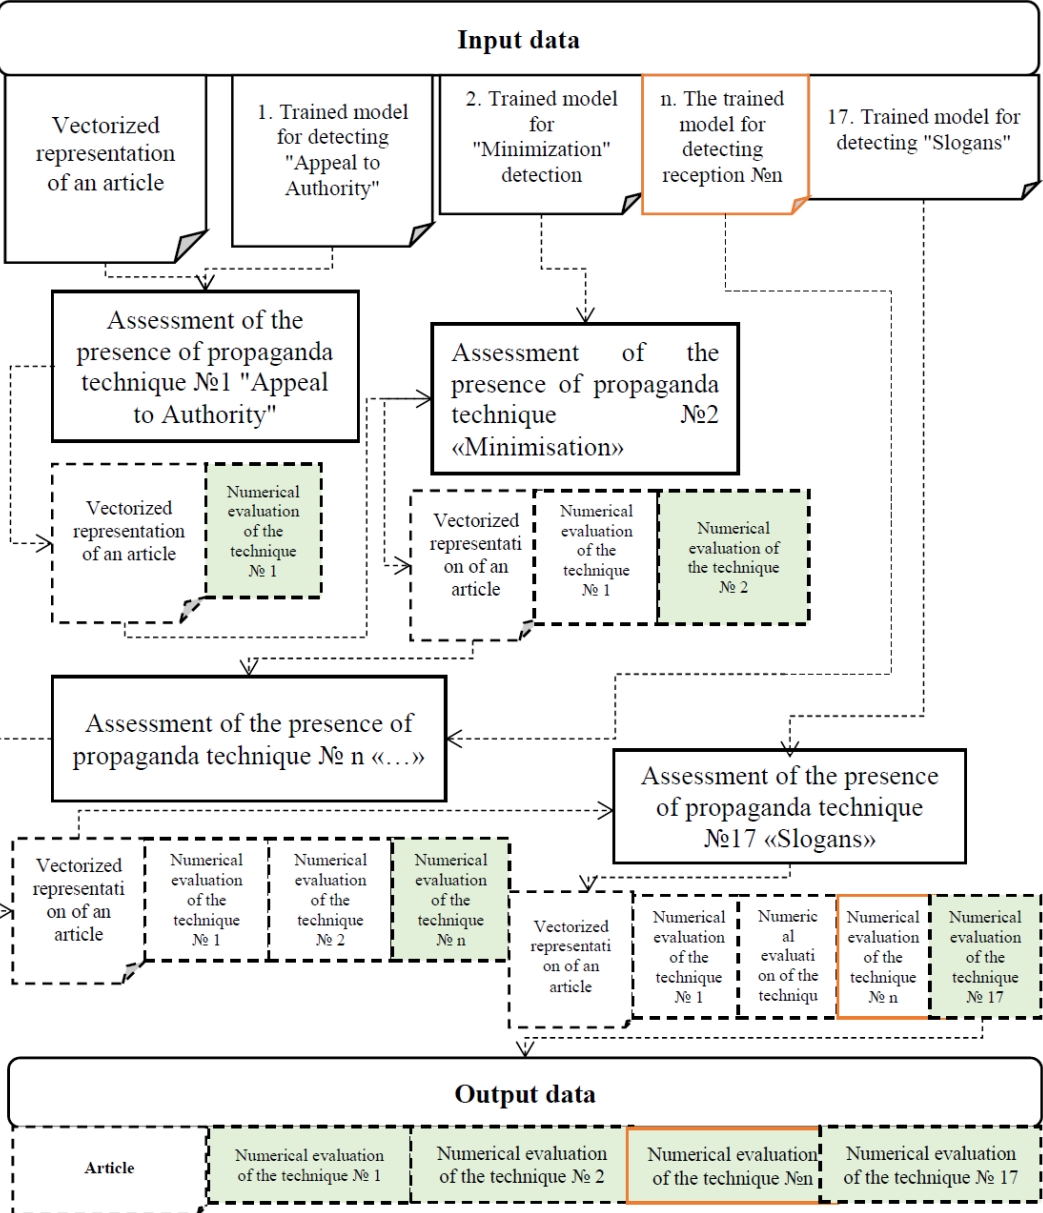 Input data
Vectorized
representation
of an article
1. Trained model
for detecting
"Appeal to
Authority"
2. Trained model
for
"Minimization"
detection
n. The trained
model for
detecting
reception №n
17. Trained model for
detecting "Slogans"
Assessment of the
presence of propaganda
technique №1 "Appeal
to Authority"
Assessment of the
presence of propaganda
technique №2
«Minimisation»
Vectorized
representation
of an article
Numerical
evaluation
of the
technique
№ 1
Vectorized
representati
on of an
article
Numerical
evaluation
of the
technique
№ 1
Numerical
evaluation of
the technique
№ 2
Assessment of the presence of
propaganda technique № n «…»
Assessment of the presence
of propaganda technique
№17 «Slogans»
Vectorized
representati
on of an
article
Numerical
evaluation
of the
technique
№ 1
Numerical
evaluation
of the
technique
№ 2
Numerical
evaluation
of the
technique
№ n
Vectorized
representati
on of an
article
Numerical
evaluation
of the
technique
№ 1
Numeric
al
evaluati
on of the
techniqu
Numerical
evaluation
of the
technique
№ n
Numerical
evaluation
of the
technique
№ 17
Output data
Article
Numerical evaluation
of the technique № 1
Numerical evaluation
of the technique № 2
Numerical evaluation
of the technique №n
Numerical evaluation
of the technique № 17